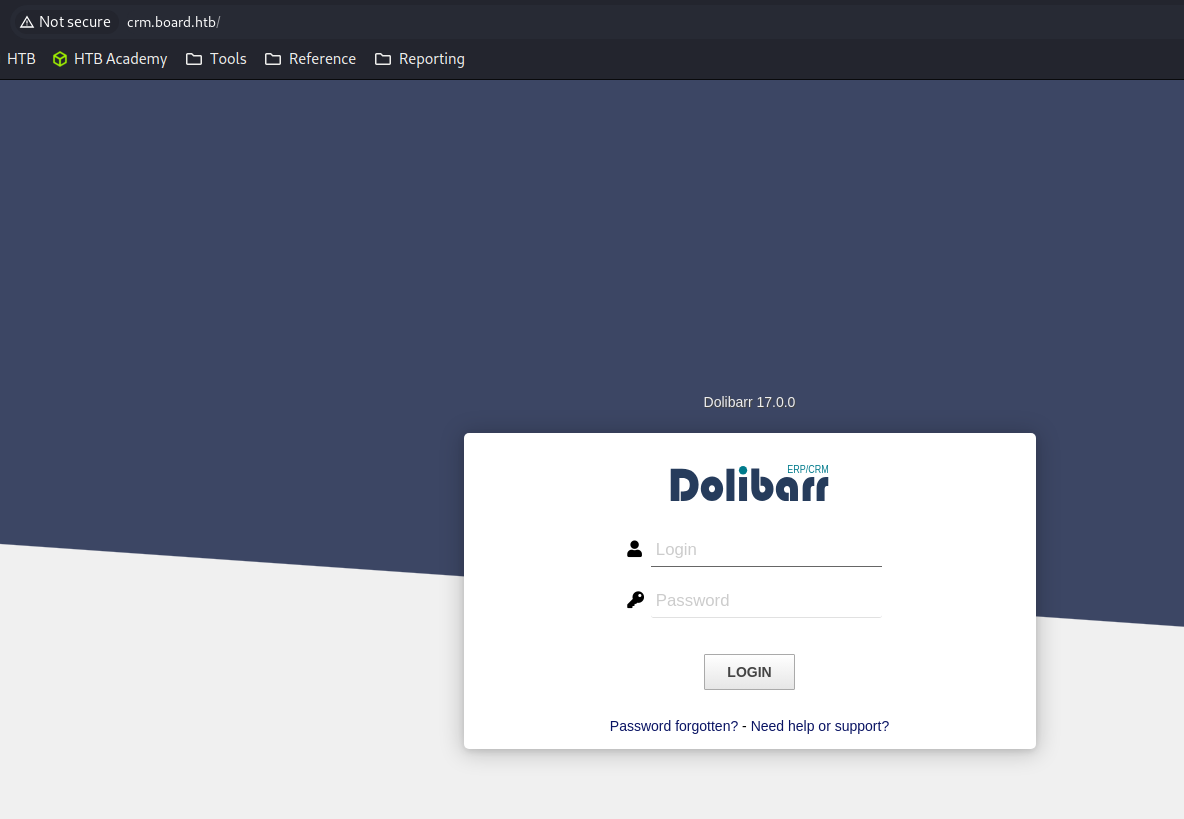 Not secure crm.board.htb/
HTB HTB Academy Tools Reference Reporting
Dolibarr 17.0.0
Dolibarr ERP/CRM
Login
Password
LOGIN
Password forgotten? - Need help or support?